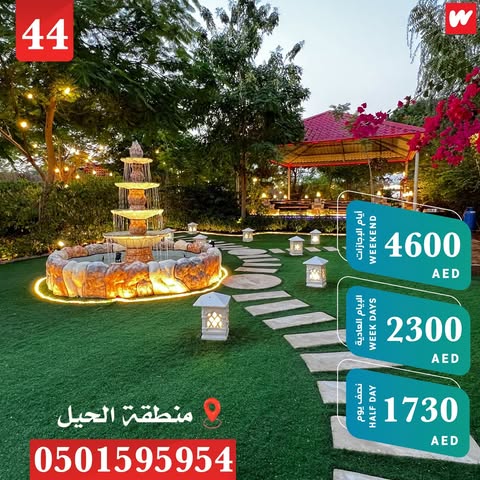 44
W
أيام الإجازات
WEEKEND
4600
AED
الأيام العادية
WEEK DAYS
2300
AED
نصف يوم
HALF DAY
1730
AED
منطقة الحيل
0501595954